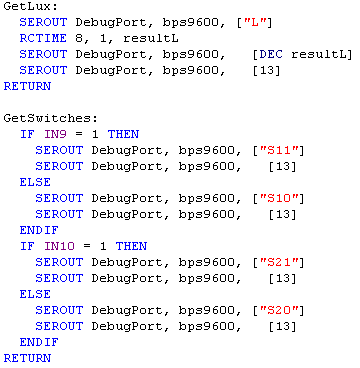 GetLux:
SEROUT DebugPort, bps9600, ["L"]
RCTIME 8, 1, resultL
SEROUT DebugPort, bps9600, [DEC resultL]
SEROUT DebugPort, bps9600, [13]
RETURN
GetSwitches:
IF IN9 = 1 THEN
SEROUT DebugPort, bps9600, ["S11"]
SEROUT DebugPort, bps9600, [13]
ELSE
SEROUT DebugPort, bps9600, ["S10"]
SEROUT DebugPort, bps9600, [13]
ENDIF
IF IN10 = 1 THEN
SEROUT DebugPort, bps9600, ["S21"]
SEROUT DebugPort, bps9600, [13]
ELSE
SEROUT DebugPort, bps9600, ["S20"]
SEROUT DebugPort, bps9600, [13]
ENDIF
RETURN